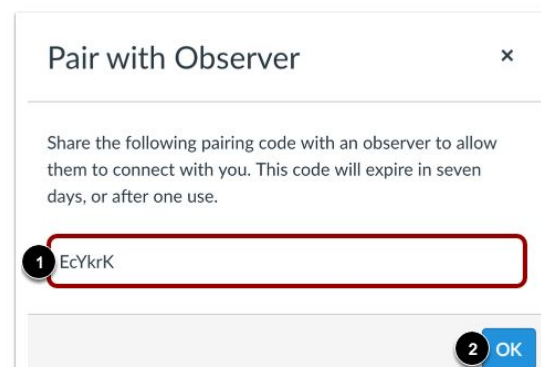 Pair with Observer ×
Share the following pairing code with an observer to allow
them to connect with you. This code will expire in seven
days, or after one use.
1 EcYkrK
2 OK